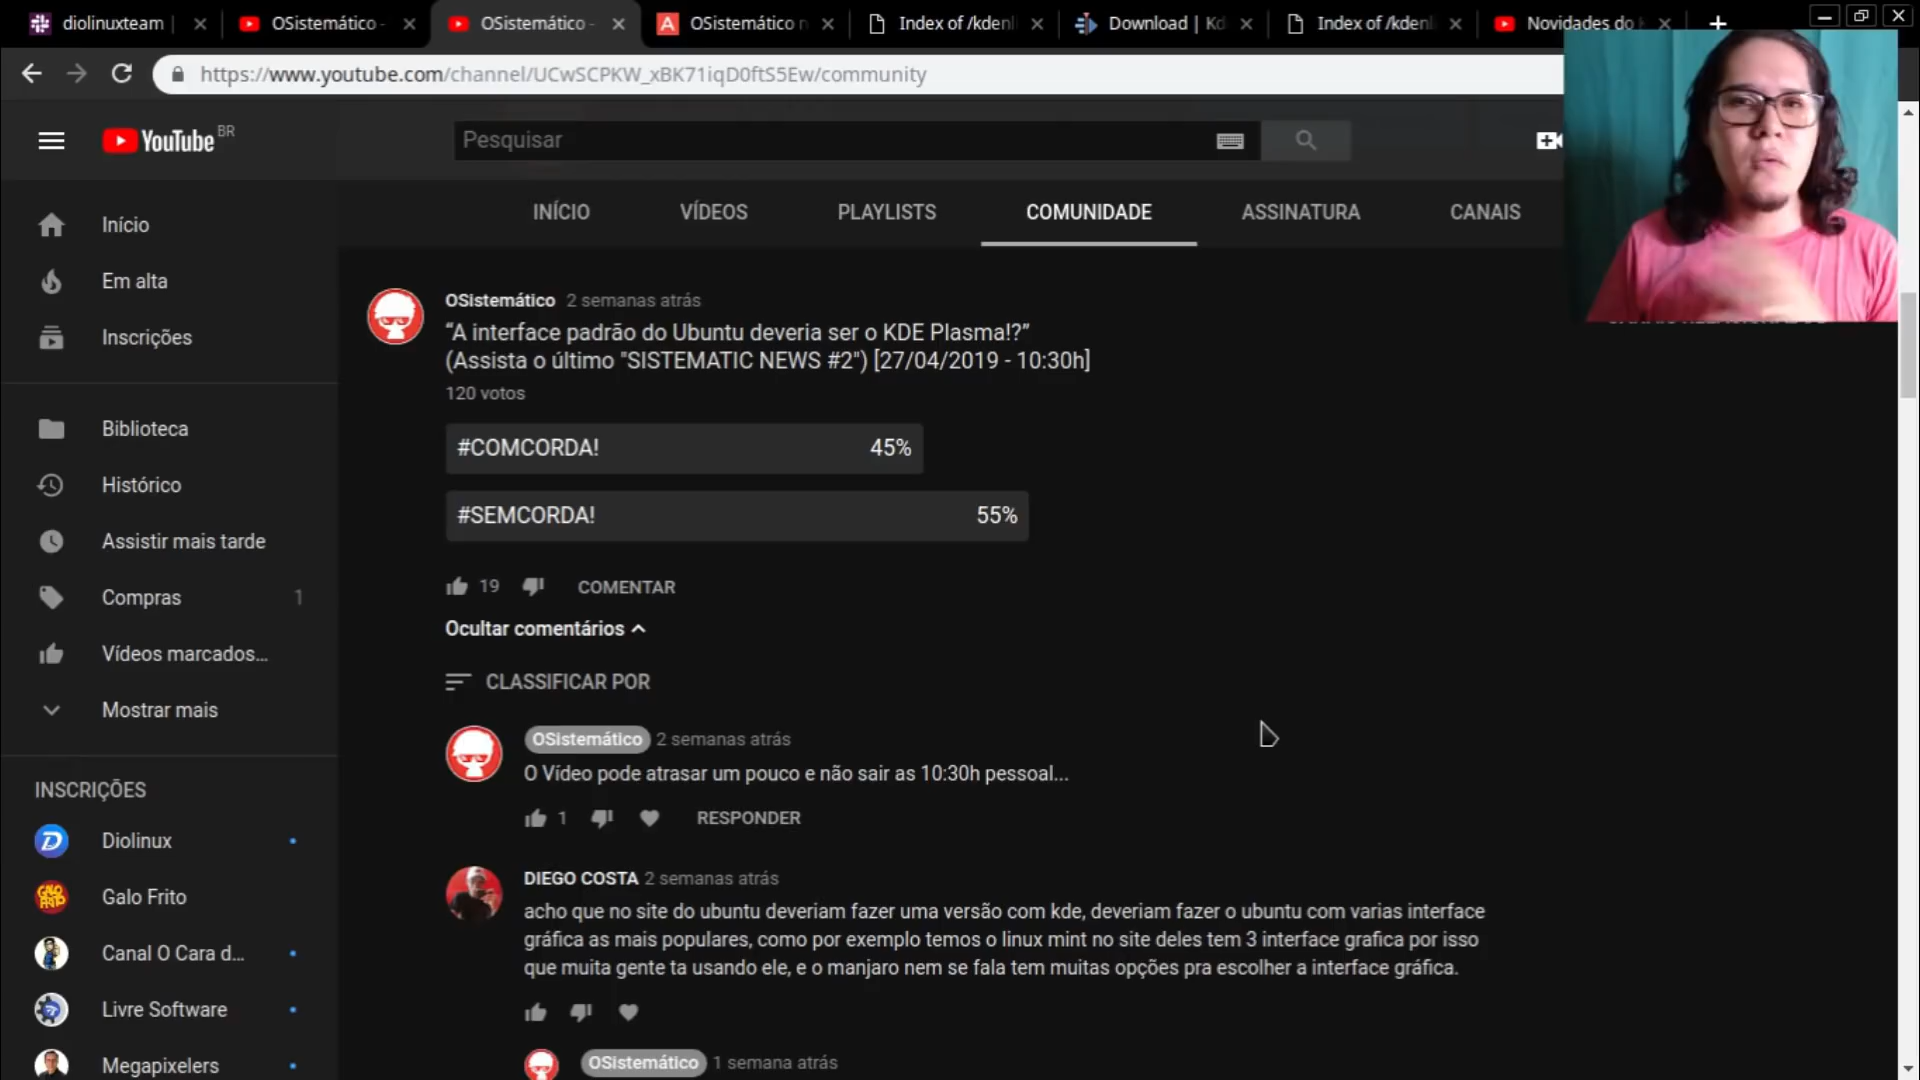 diolinuxteam |
OSistemático -
OSistemático -
OSistemático n
Index of /kdenl
Download | Kd
Index of /kdenl
Novidades do
https://www.youtube.com/channel/UCwSCPKW_xBK71iqD0ftS5Ew/community
YouTube BR
Pesquisar
INÍCIO
VÍDEOS
PLAYLISTS
COMUNIDADE
ASSINATURA
CANAIS
Início
Em alta
Inscrições
Biblioteca
Histórico
Assistir mais tarde
Compras 1
Vídeos marcados...
Mostrar mais
INSCRIÇÕES
Diolinux
Galo Frito
Canal O Cara d...
Livre Software
Megapixelers
OSistemático 2 semanas atrás
“A interface padrão do Ubuntu deveria ser o KDE Plasma!?”
(Assista o último "SISTEMATIC NEWS #2") [27/04/2019 - 10:30h]
120 votos
#COMCORDA! 45%
#SEMCORDA! 55%
19 COMENTAR
Ocultar comentários
CLASSIFICAR POR
OSistemático 2 semanas atrás
O Vídeo pode atrasar um pouco e não sair as 10:30h pessoal...
1 RESPONDER
DIEGO COSTA 2 semanas atrás
acho que no site do ubuntu deveriam fazer uma versão com kde, deveriam fazer o ubuntu com varias interface
gráfica as mais populares, como por exemplo temos o linux mint no site deles tem 3 interface grafica por isso
que muita gente ta usando ele, e o manjaro nem se fala tem muitas opções pra escolher a interface gráfica.
OSistemático 1 semana atrás